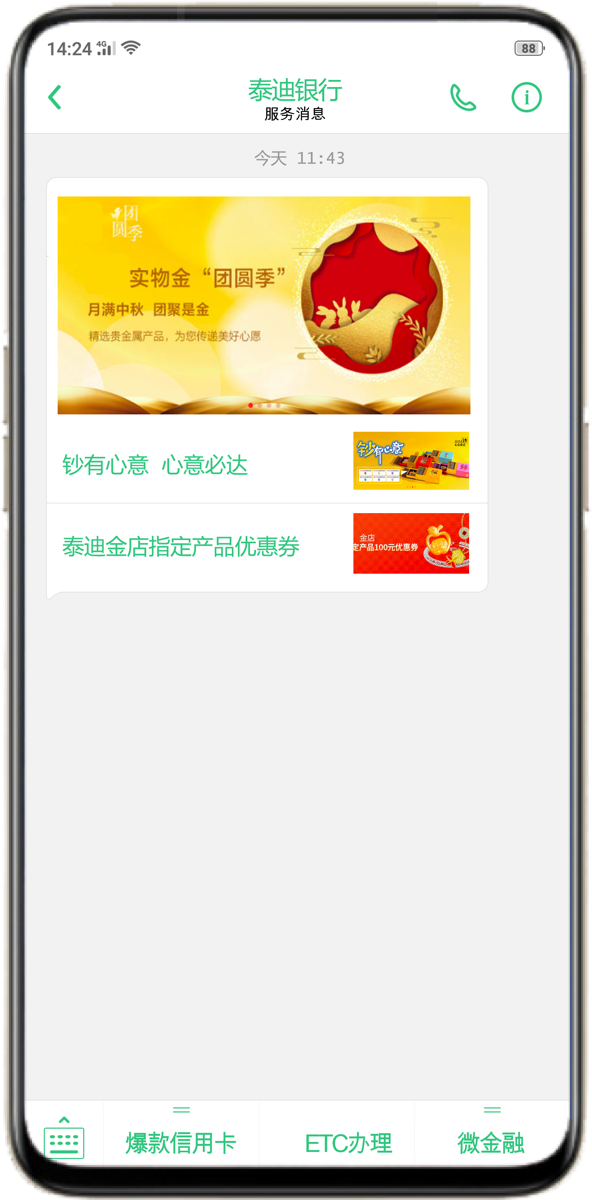 14:24 4G
88
泰迪银行
服务消息
今天 11:43
团
圆季
实物金“团圆季”
月满中秋 团聚是金
精选贵金属产品，为您传递美好心愿
钞有心意 心意必达
钞有心意
泰迪金店指定产品优惠券
金店
定产品100元优惠券
爆款信用卡
ETC办理
微金融